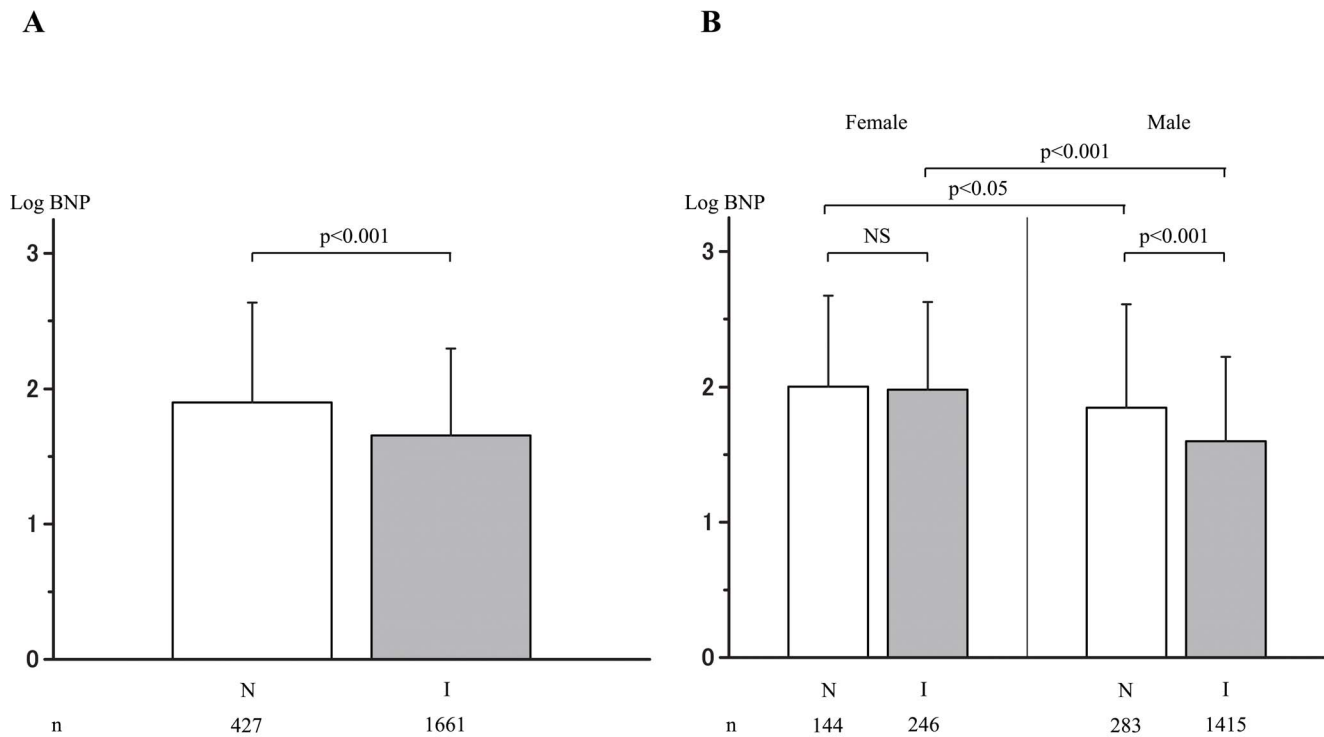 A
Log BNP
p<0.001
3
2
1
0
N I
n 427 1661
B
Female Male
p<0.001
p<0.05
Log BNP
NS p<0.001
3
2
1
0
N I N I
n 144 246 283 1415